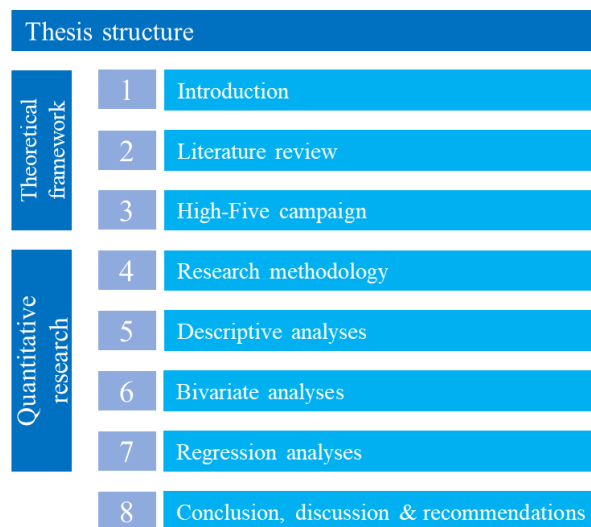 Thesis structure
Theoretical
framework
1
Introduction
2
Literature review
3
High-Five campaign
Quantitative
research
4
Research methodology
5
Descriptive analyses
6
Bivariate analyses
7
Regression analyses
8
Conclusion, discussion & recommendations